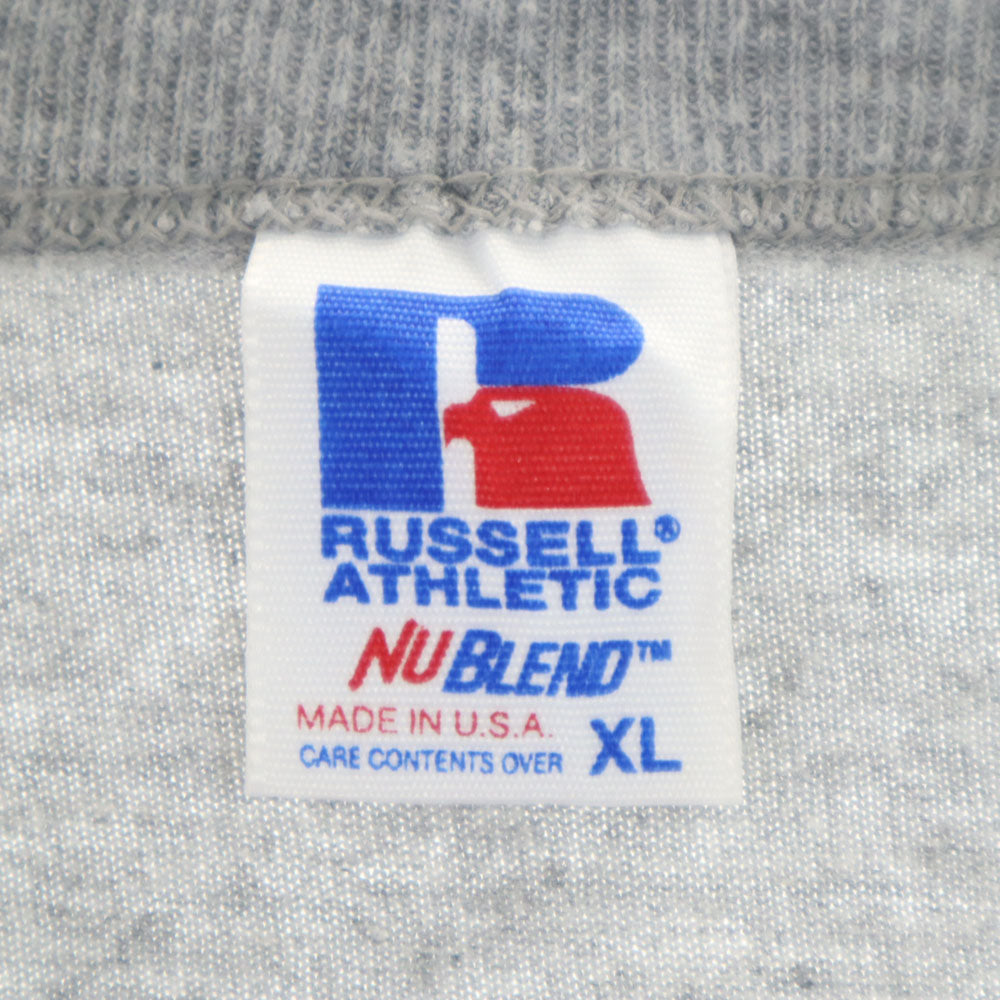 RUSSELL®
ATHLETIC
NUBLEND™
MADE IN U.S.A.
CARE CONTENTS OVER XL